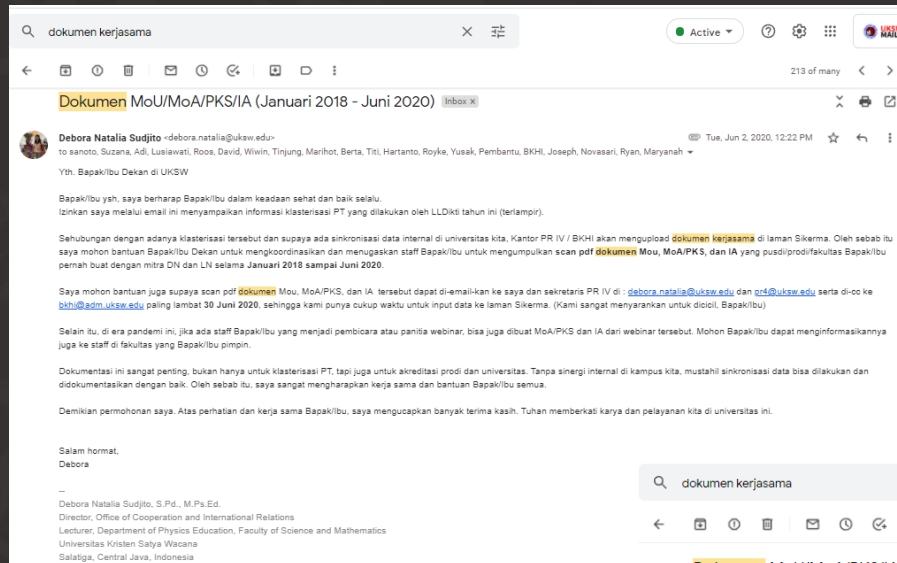 dokumen kerjasama
Active
UKSW
MAIL
213 of many
Dokumen MoU/MoA/PKS/IA (Januari 2018 - Juni 2020) Inbox x
Debora Natalia Sudjito <debora.natalia@uksw.edu>
Tue, Jun 2, 2020, 12:22 PM
to sanoto, Suzana, Adi, Lusiawati, Roos, David, Wiwin, Tinjung, Marihot, Berta, Titi, Hartanto, Royke, Yusak, Pembantu, BKHI, Joseph, Novasari, Ryan, Maryanah
Yth. Bapak/Ibu Dekan di UKSW
Bapak/Ibu ysh, saya berharap Bapak/Ibu dalam keadaan sehat dan baik selalu.
Izinkan saya melalui email ini menyampaikan informasi klasterisasi PT yang dilakukan oleh LLDikti tahun ini (terlampir).
Sehubungan dengan adanya klasterisasi tersebut dan supaya ada sinkronisasi data internal di universitas kita, Kantor PR IV / BKHI akan mengupload dokumen kerjasama di laman Sikerma. Oleh sebab itu
saya mohon bantuan Bapak/Ibu Dekan untuk mengkoordinasikan dan menugaskan staff Bapak/Ibu untuk mengumpulkan scan pdf dokumen Mou, MoA/PKS, dan IA yang pusdi/prodi/fakultas Bapak/Ibu
pernah buat dengan mitra DN dan LN selama Januari 2018 sampai Juni 2020.
Saya mohon bantuan juga supaya scan pdf dokumen Mou, MoA/PKS, dan IA tersebut dapat di-email-kan ke saya dan sekretaris PR IV di : debora.natalia@uksw.edu dan pr4@uksw.edu serta di-cc ke
bkhi@adm.uksw.edu paling lambat 30 Juni 2020, sehingga kami punya cukup waktu untuk input data ke laman Sikerma. (Kami sangat menyarankan untuk dicicil, Bapak/Ibu)
Selain itu, di era pandemi ini, jika ada staff Bapak/Ibu yang menjadi pembicara atau panitia webinar, bisa juga dibuat MoA/PKS dan IA dari webinar tersebut. Mohon Bapak/Ibu dapat menginformasikannya
juga ke staff di fakultas yang Bapak/Ibu pimpin.
Dokumentasi ini sangat penting, bukan hanya untuk klasterisasi PT, tapi juga untuk akreditasi prodi dan universitas. Tanpa sinergi internal di kampus kita, mustahil sinkronisasi data bisa dilakukan dan
didokumentasikan dengan baik. Oleh sebab itu, saya sangat mengharapkan kerja sama dan bantuan Bapak/Ibu semua.
Demikian permohonan saya. Atas perhatian dan kerja sama Bapak/Ibu, saya mengucapkan banyak terima kasih. Tuhan memberkati karya dan pelayanan kita di universitas ini.
Salam hormat,
Debora
--
Debora Natalia Sudjito, S.Pd., M.Ps.Ed.
Director, Office of Cooperation and International Relations
Lecturer, Department of Physics Education, Faculty of Science and Mathematics
Universitas Kristen Satya Wacana
Salatiga, Central Java, Indonesia
dokumen kerjasama